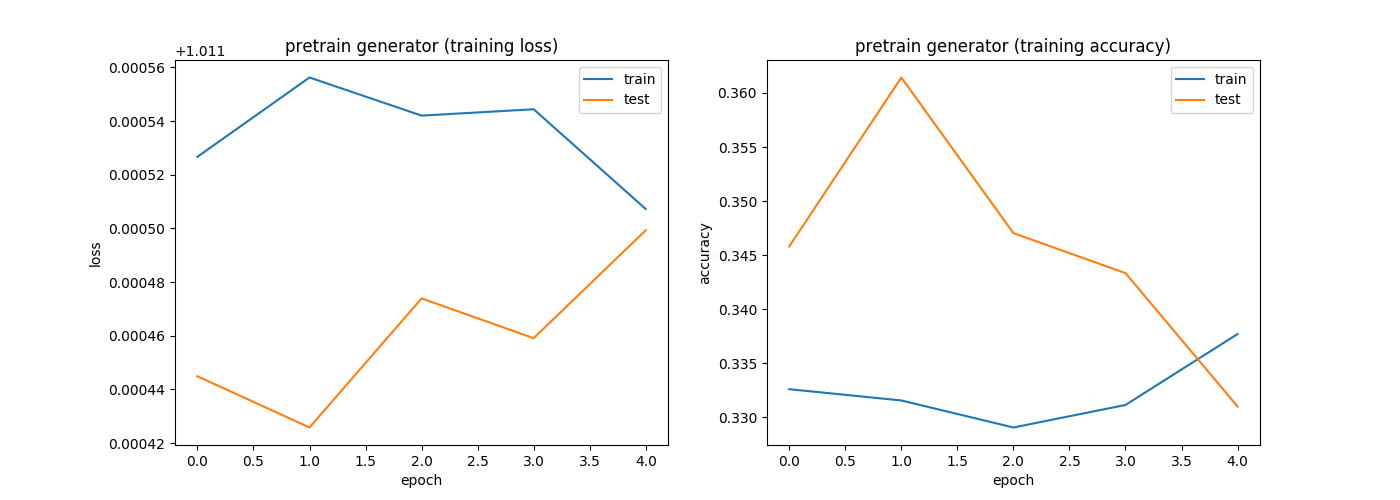 pretrain generator (training loss)
+1.011
0.00056
0.00054
0.00052
0.00050
0.00048
0.00046
0.00044
0.00042
loss
train
test
0.0 0.5 1.0 1.5 2.0 2.5 3.0 3.5 4.0
epoch
pretrain generator (training accuracy)
0.360
0.355
0.350
0.345
0.340
0.335
0.330
accuracy
train
test
0.0 0.5 1.0 1.5 2.0 2.5 3.0 3.5 4.0
epoch